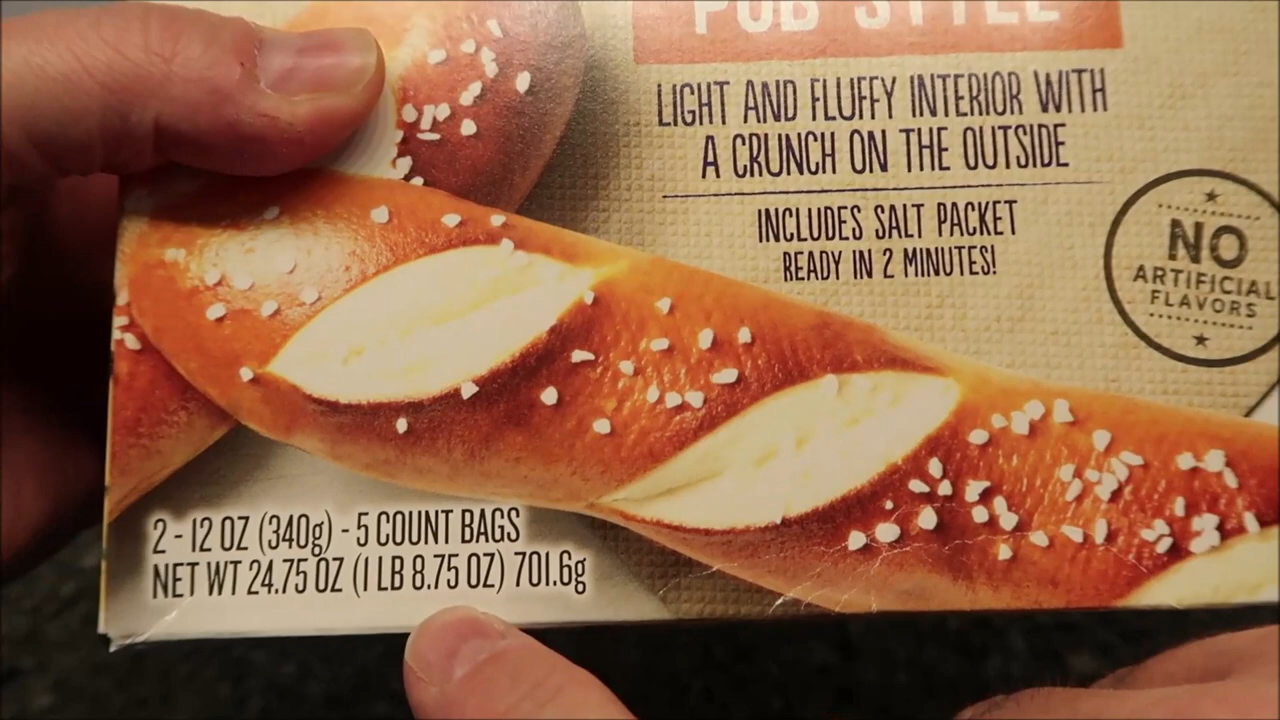 PUB STYLE
LIGHT AND FLUFFY INTERIOR WITH
A CRUNCH ON THE OUTSIDE
INCLUDES SALT PACKET
READY IN 2 MINUTES!
NO
ARTIFICIAL
FLAVORS
2 - 12 OZ (340g) - 5 COUNT BAGS
NET WT 24.75 OZ (1 LB 8.75 OZ) 701.6g